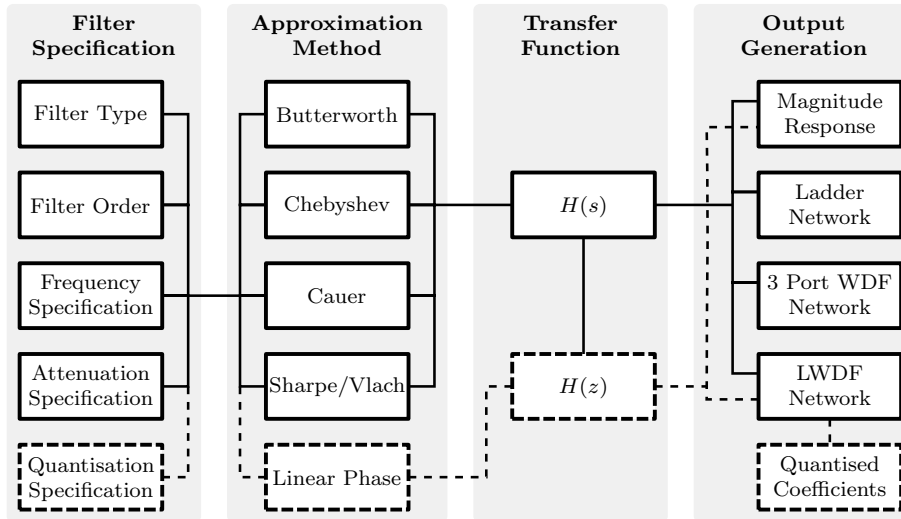 Filter
Specification
Filter Type
Filter Order
Frequency
Specification
Attenuation
Specification
Quantisation
Specification
Approximation
Method
Butterworth
Chebyshev
Cauer
Sharpe/Vlach
Linear Phase
Transfer
Function
H(s)
H(z)
Output
Generation
Magnitude
Response
Ladder
Network
3 Port WDF
Network
LWDF
Network
Quantised
Coefficients